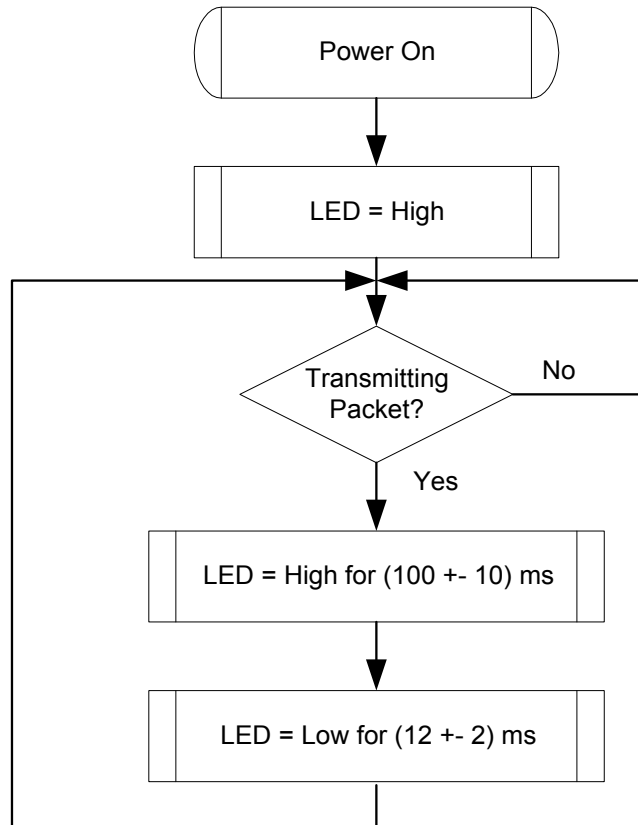 Power On
LED = High
Transmitting
Packet?
No
Yes
LED = High for (100 +- 10) ms
LED = Low for (12 +- 2) ms